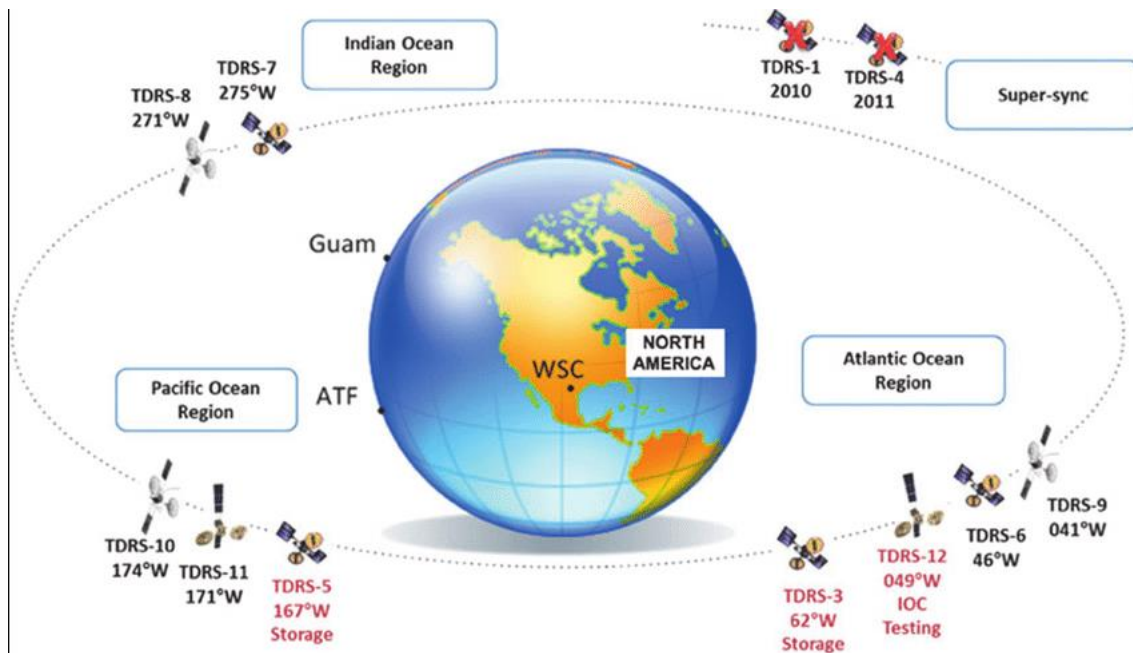 Indian Ocean
Region
TDRS-7
275°W
TDRS-8
271°W
TDRS-1
2010
TDRS-4
2011
Super-sync
Guam
ATF
WSC
NORTH
AMERICA
Pacific Ocean
Region
Atlantic Ocean
Region
TDRS-10
174°W
TDRS-11
171°W
TDRS-5
167°W
Storage
TDRS-3
62°W
Storage
TDRS-12
049°W
IOC
Testing
TDRS-6
46°W
TDRS-9
041°W